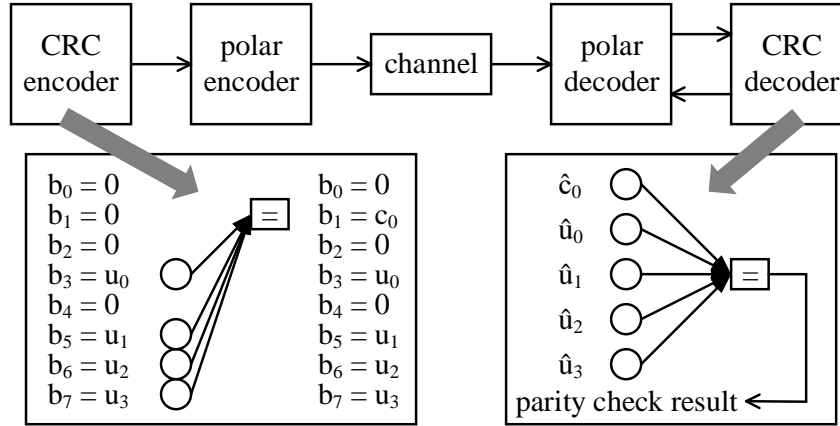 CRC encoder
polar encoder
channel
polar decoder
CRC decoder
b₀ = 0
b₁ = 0
b₂ = 0
b₃ = u₀
b₄ = 0
b₅ = u₁
b₆ = u₂
b₇ = u₃
=
b₀ = 0
b₁ = c₀
b₂ = 0
b₃ = u₀
b₄ = 0
b₅ = u₁
b₆ = u₂
b₇ = u₃
ĉ₀
û₀
û₁
û₂
û₃
=
parity check result